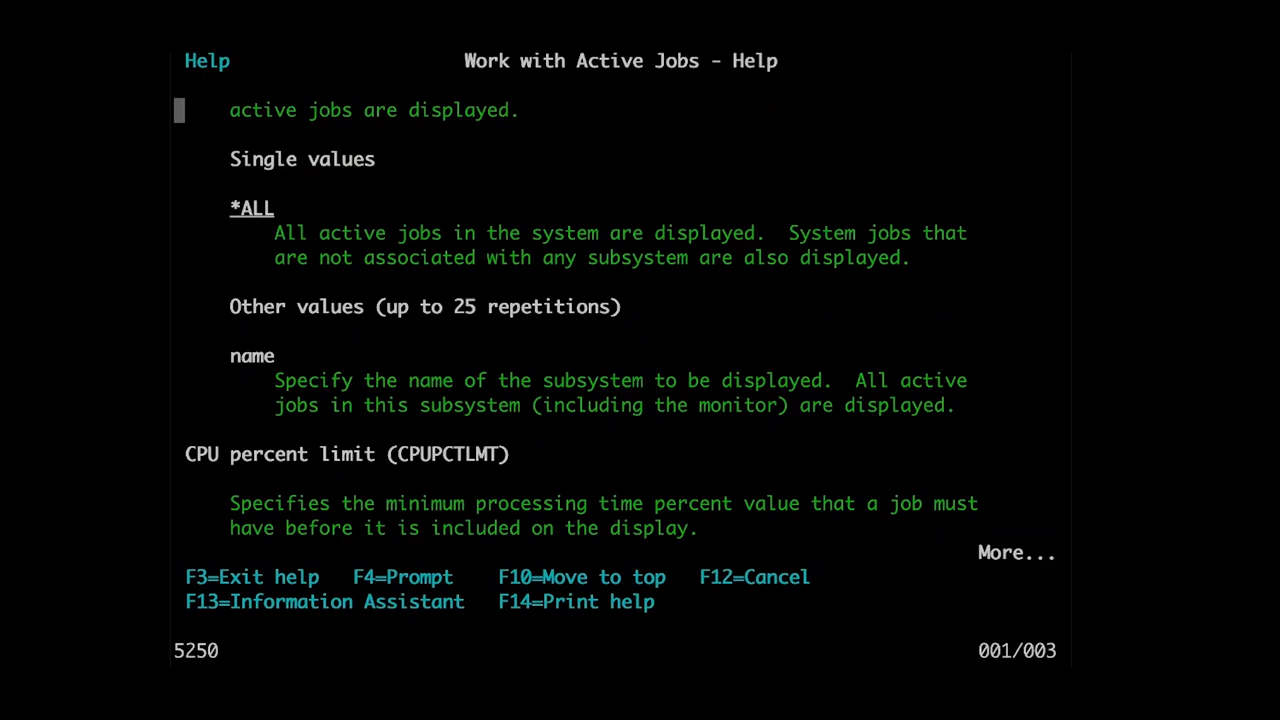 Help Work with Active Jobs - Help
active jobs are displayed.
Single values
*ALL
All active jobs in the system are displayed.  System jobs that
are not associated with any subsystem are also displayed.
Other values (up to 25 repetitions)
name
Specify the name of the subsystem to be displayed.  All active
jobs in this subsystem (including the monitor) are displayed.
CPU percent limit (CPUPCTLMT)
Specifies the minimum processing time percent value that a job must
have before it is included on the display.
More...
F3=Exit help   F4=Prompt    F10=Move to top   F12=Cancel
F13=Information Assistant   F14=Print help
5250 001/003